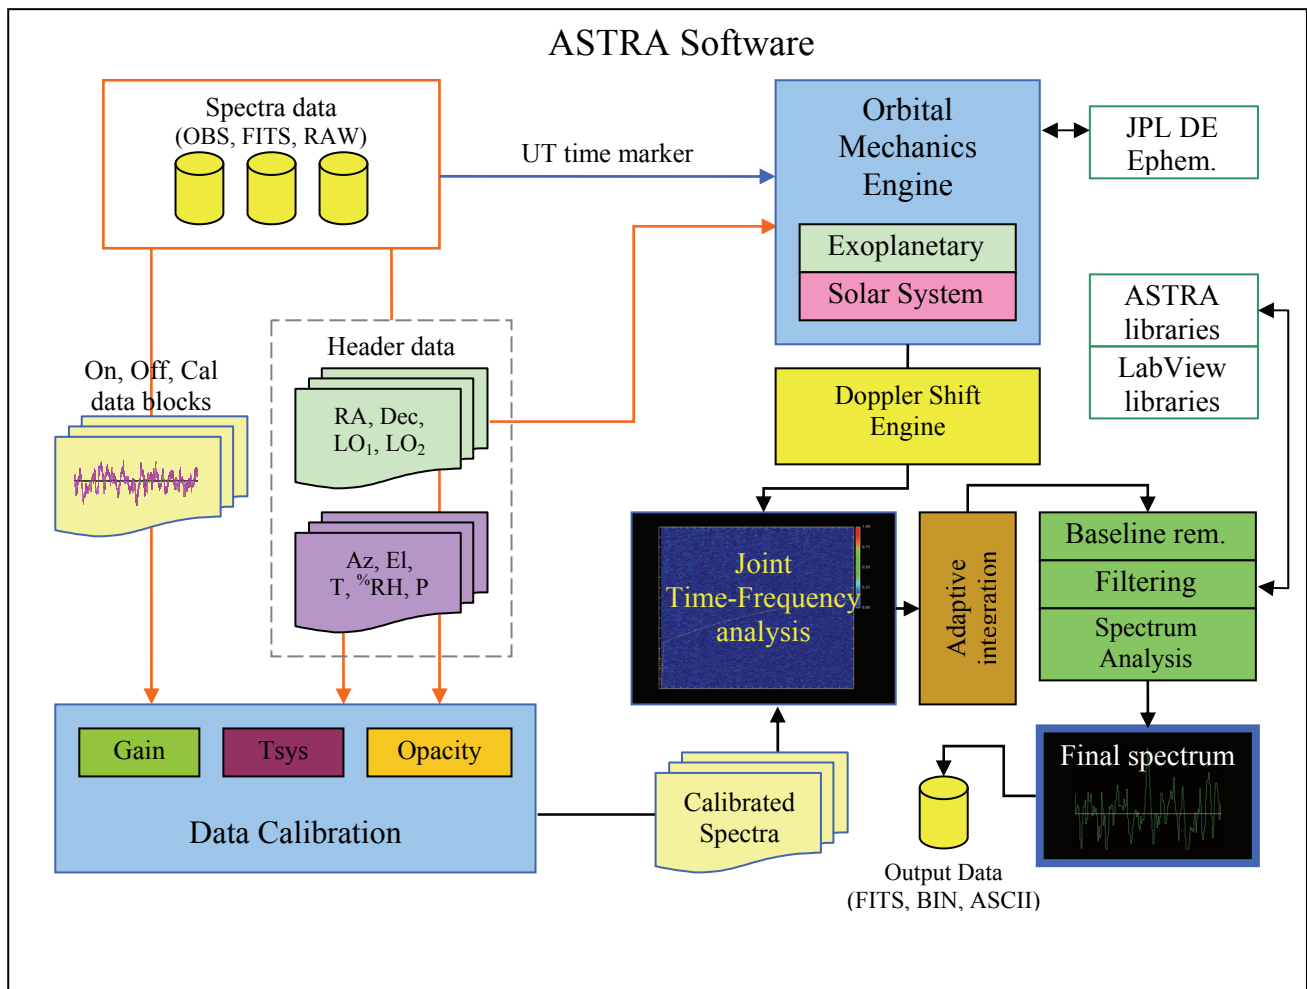 ASTRA Software
Spectra data
(OBS, FITS, RAW)
UT time marker
Orbital
Mechanics
Engine
Exoplanetary
Solar System
JPL DE
Ephem.
ASTRA
libraries
LabView
libraries
On, Off, Cal
data blocks
Header data
RA, Dec,
LO₁, LO₂
Az, El,
T, %RH, P
Doppler Shift
Engine
Joint
Time-Frequency
analysis
Adaptive
integration
Baseline rem.
Filtering
Spectrum
Analysis
Gain
Tsys
Opacity
Data Calibration
Calibrated
Spectra
Final spectrum
Output Data
(FITS, BIN, ASCII)